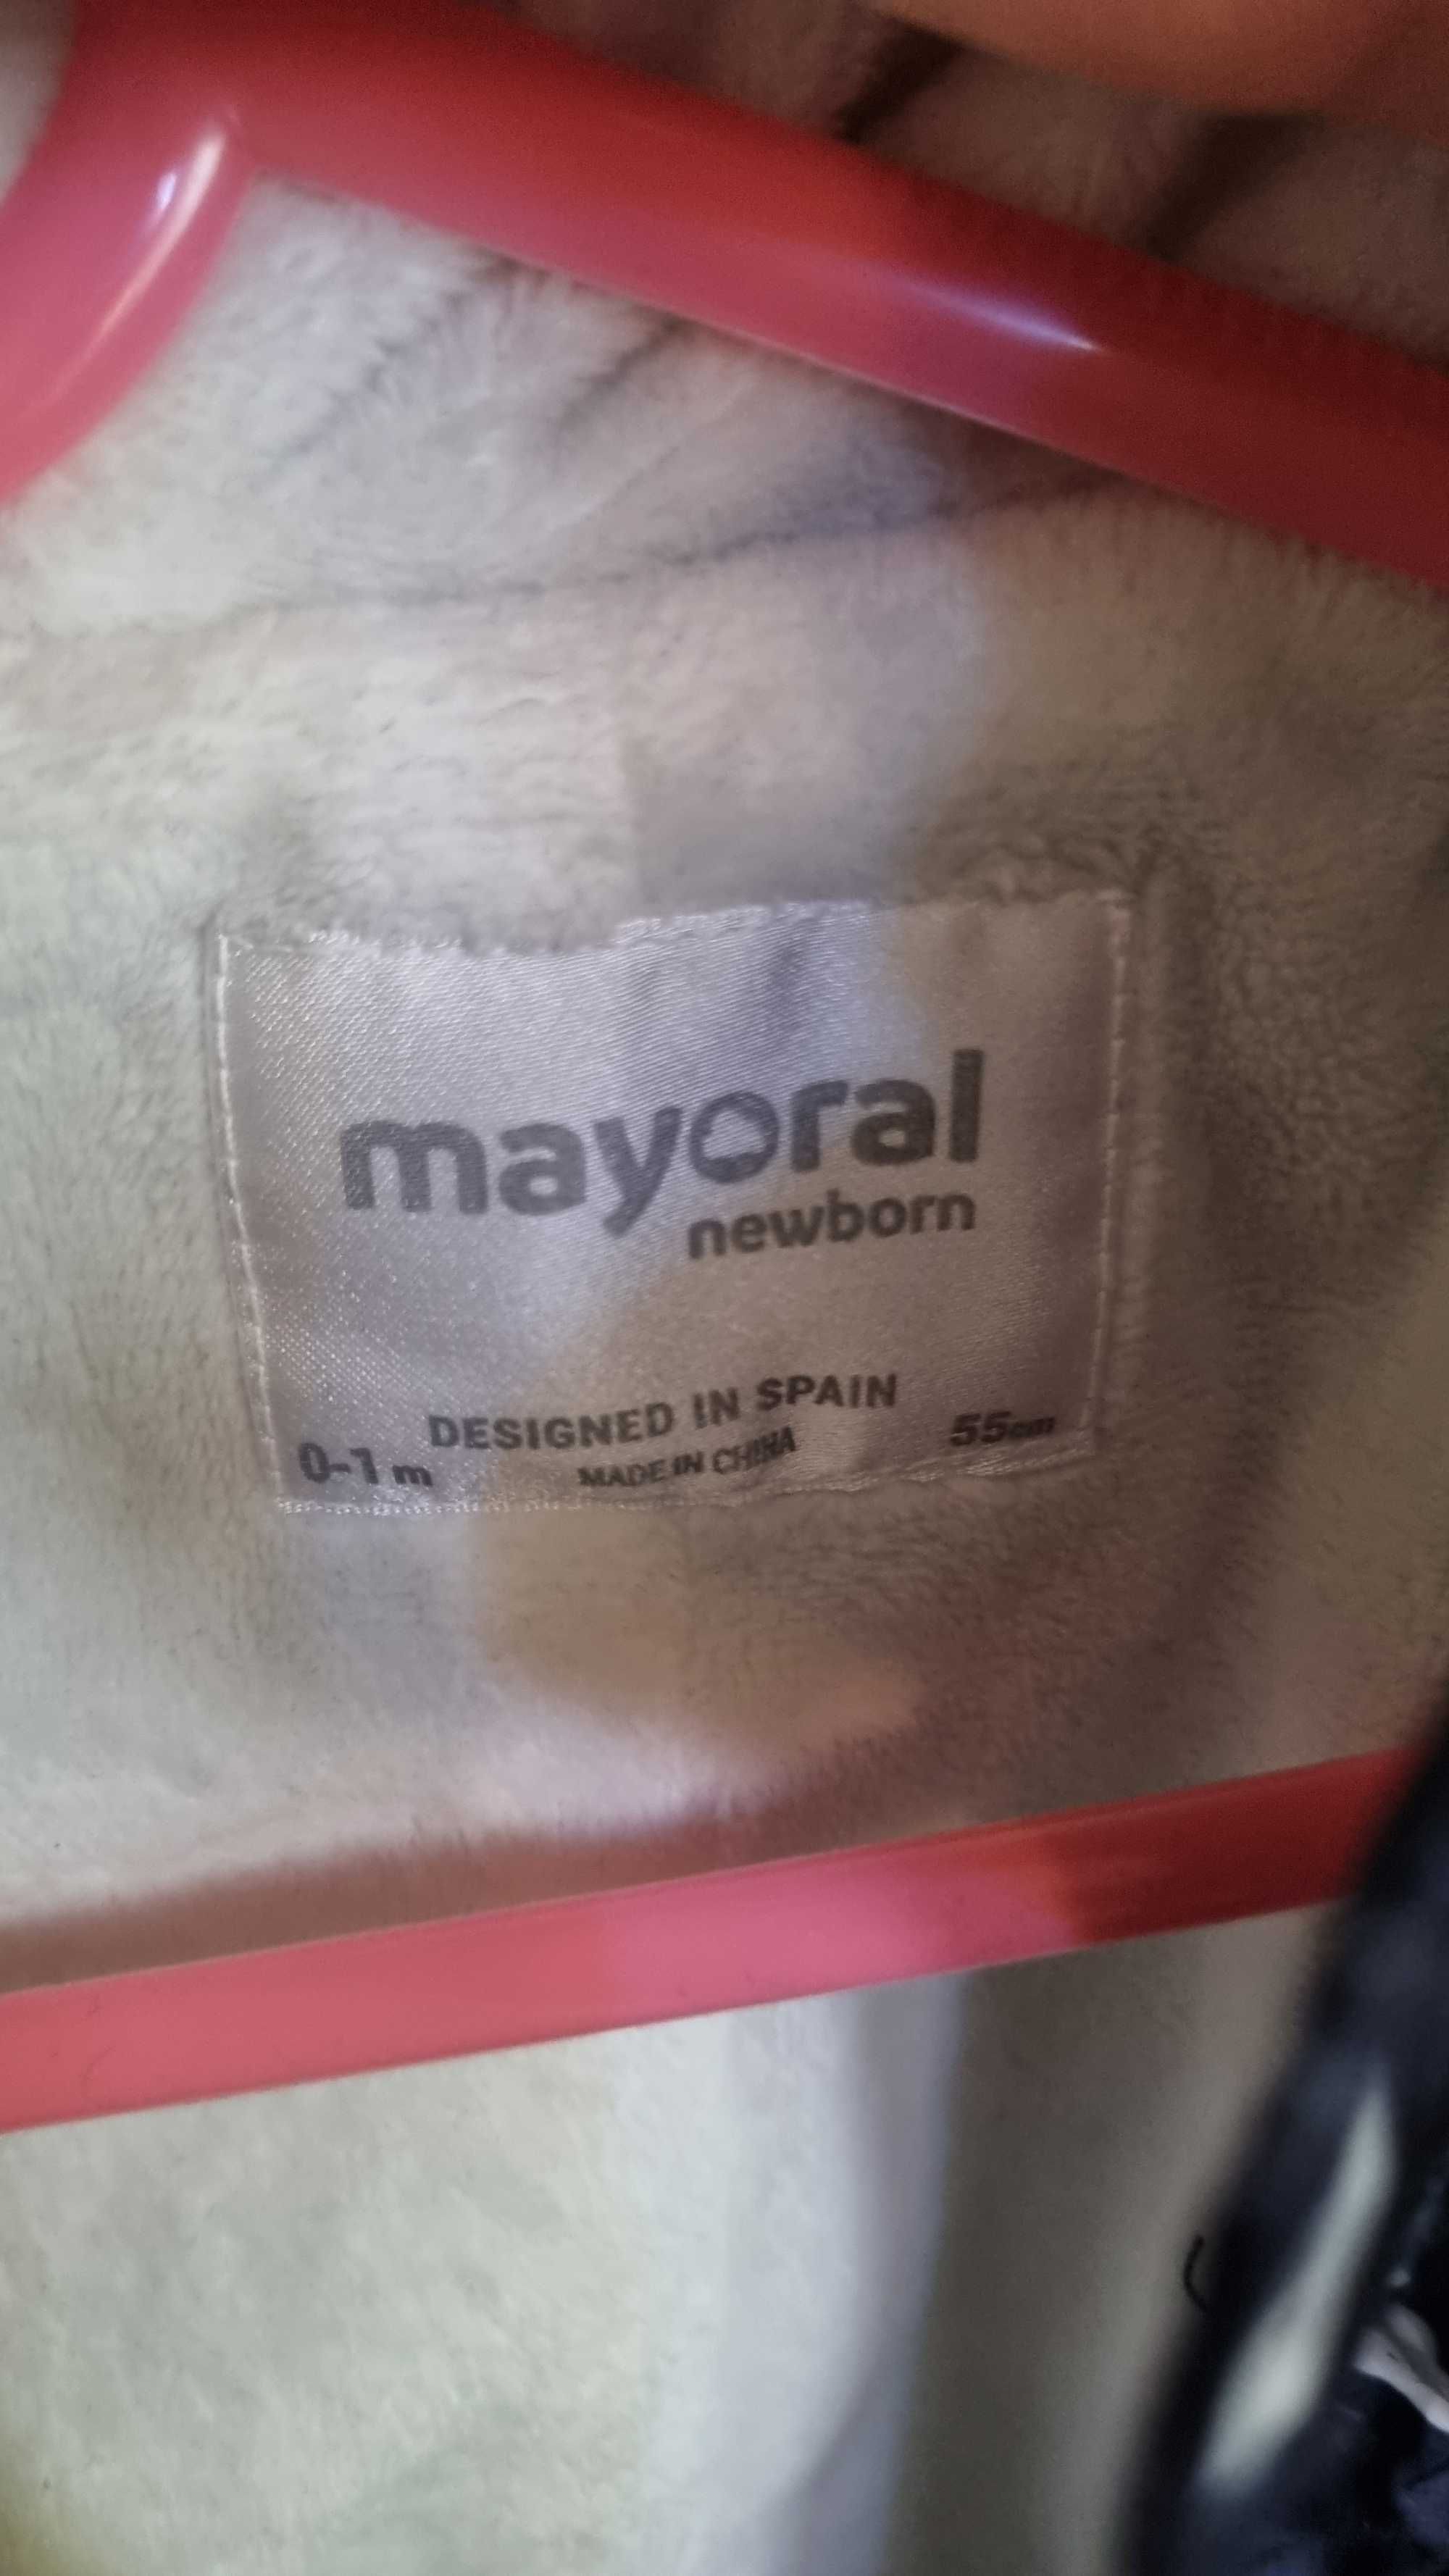 mayoral
newborn
DESIGNED IN SPAIN
0-1 m
MADE IN CHINA
55cm